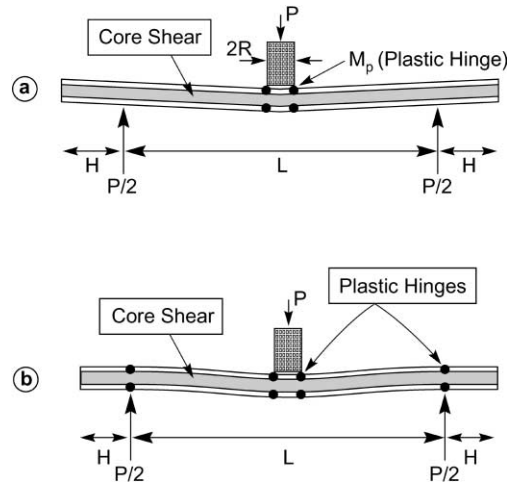 P
Core Shear
2R
Mp (Plastic Hinge)
a
H
L
H
P/2
P/2
P
Plastic Hinges
Core Shear
b
H
L
H
P/2
P/2